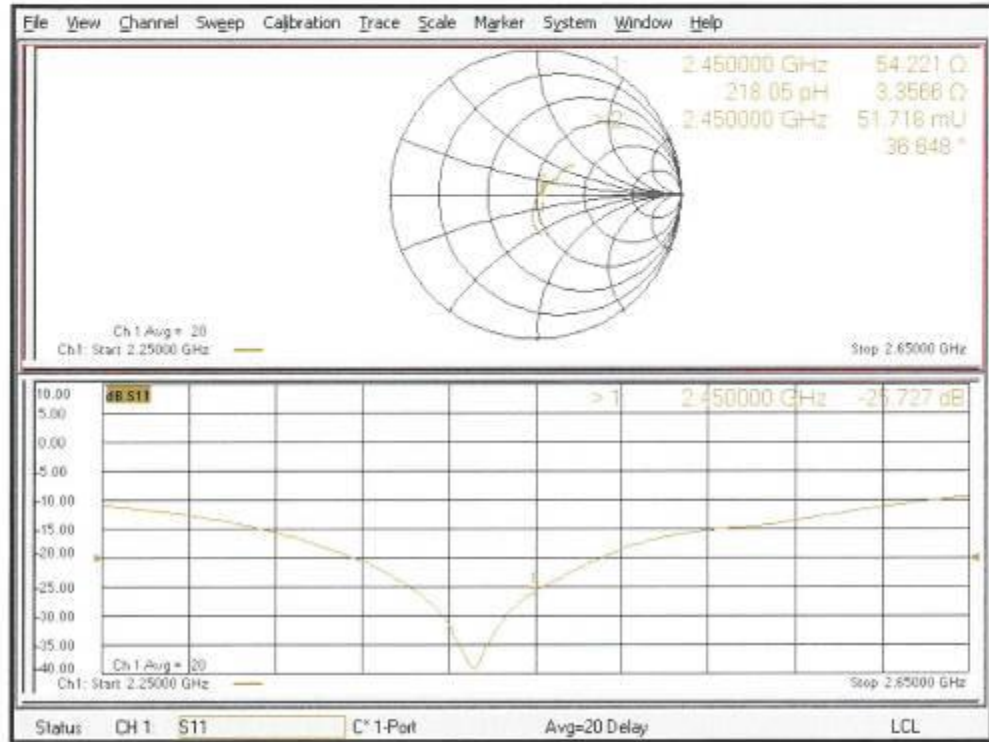 File View Channel Sweep Calibration Trace Scale Marker System Window Help
1 2.450000 GHz 54.221 Ω
218.05 pH 3.3566 Ω
> 2 2.450000 GHz 51.718 mU
36.648 °
Ch 1 Avg = 20
Ch1: Start 2.25000 GHz Stop 2.65000 GHz
10.00 dB S11 > 1 2.450000 GHz -25.727 dB
5.00
0.00
-5.00
-10.00
-15.00
-20.00
-25.00
-30.00
-35.00
-40.00 Ch 1 Avg = 20
Ch1: Start 2.25000 GHz Stop 2.65000 GHz
Status CH 1: S11 C* 1-Port Avg=20 Delay LCL